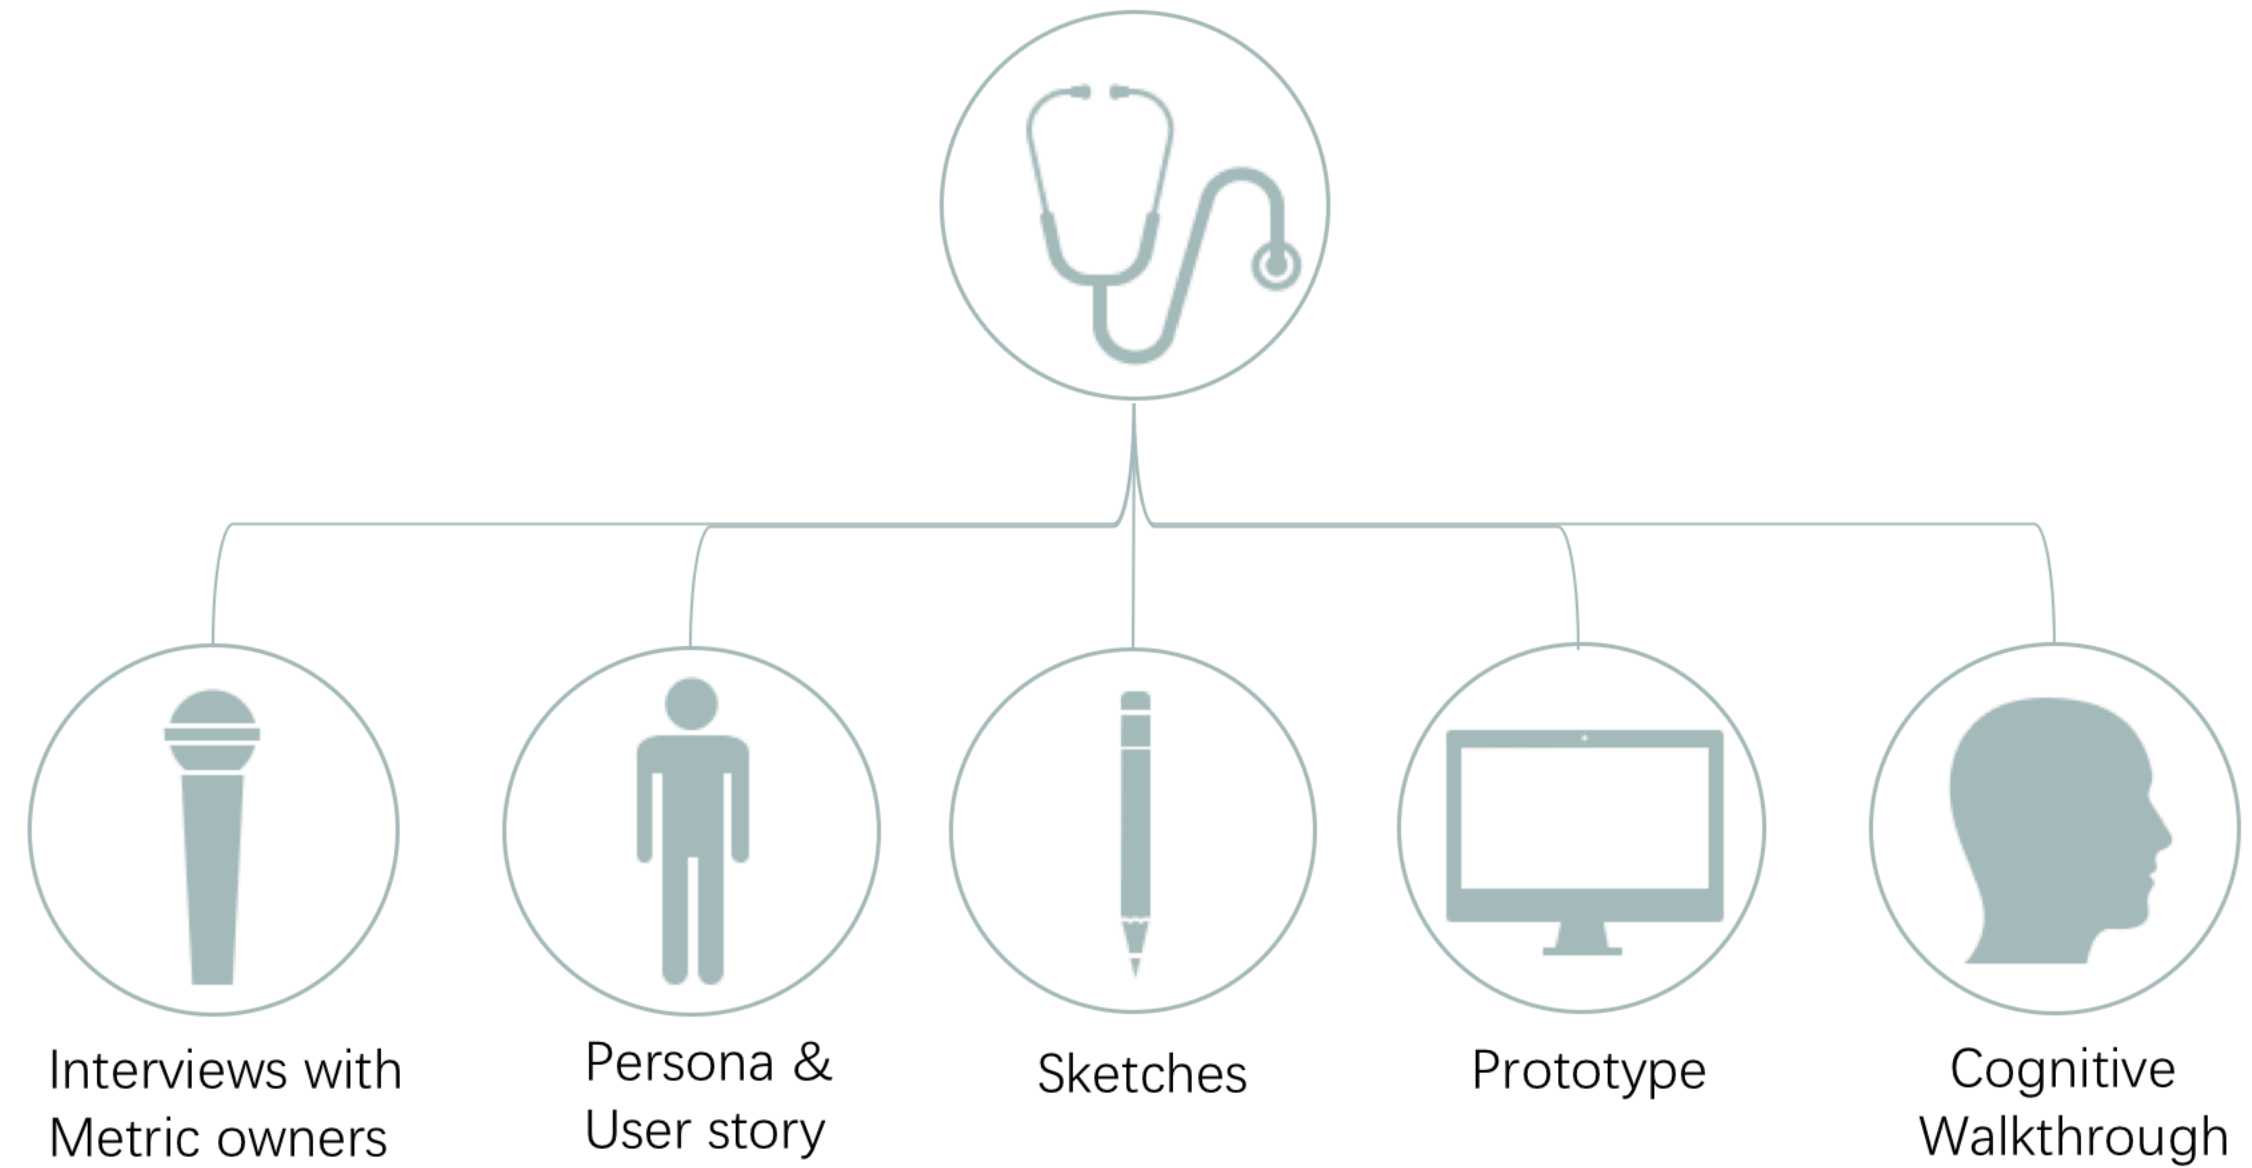 Interviews with
Metric owners
Persona &
User story
Sketches
Prototype
Cognitive
Walkthrough